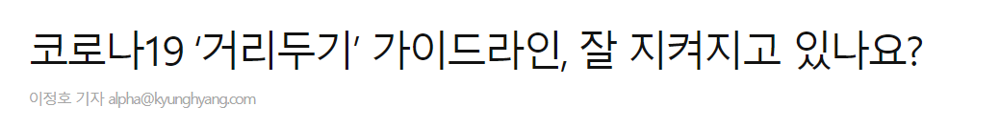 코로나19 ‘거리두기’ 가이드라인, 잘 지켜지고 있나요?
이정호 기자 alpha@kyunghyang.com